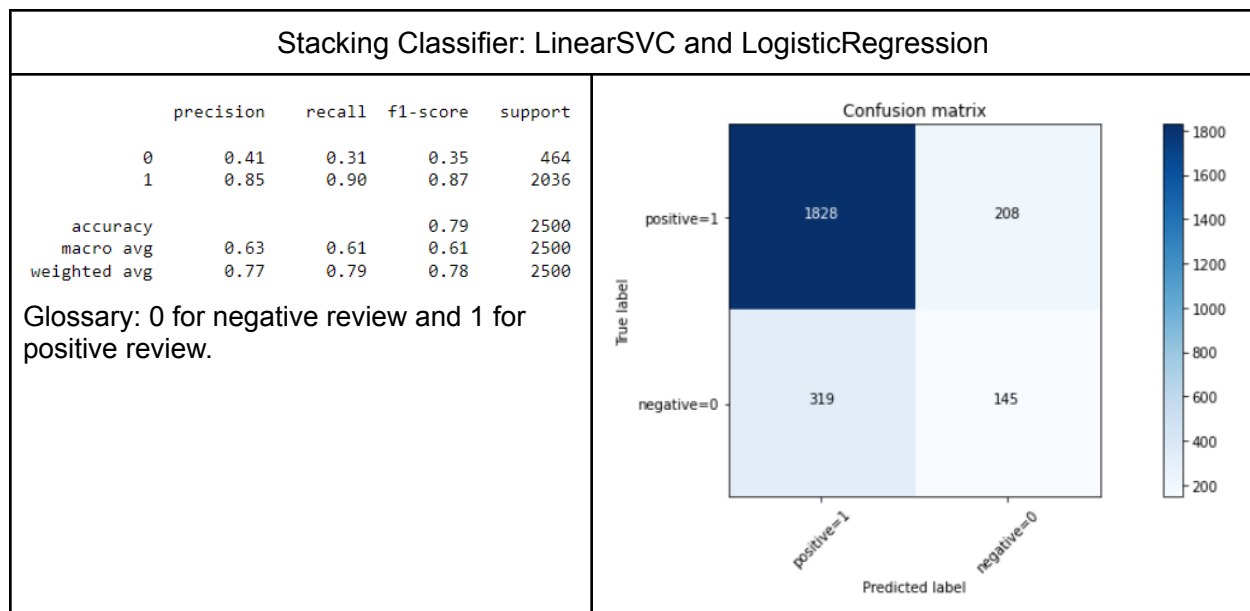 Stacking Classifier: LinearSVC and LogisticRegression
precision recall f1-score support
0 0.41 0.31 0.35 464
1 0.85 0.90 0.87 2036
accuracy 0.79 2500
macro avg 0.63 0.61 0.61 2500
weighted avg 0.77 0.79 0.78 2500
Glossary: 0 for negative review and 1 for
positive review.
Confusion matrix
True label
positive=1 1828 208
negative=0 319 145
positive=1 negative=0
Predicted label
1800
1600
1400
1200
1000
800
600
400
200